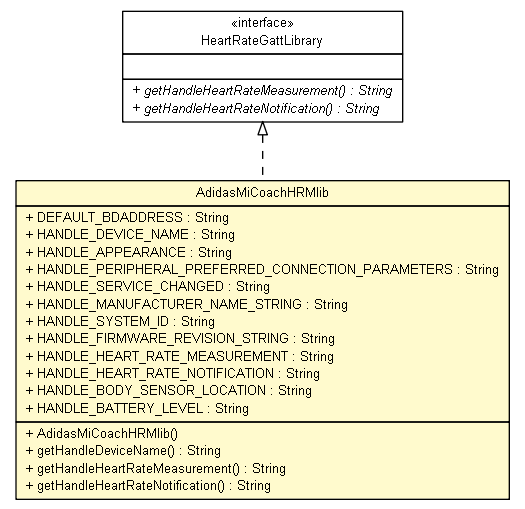 «interface»
HeartRateGattLibrary
+ getHandleHeartRateMeasurement() : String
+ getHandleHeartRateNotification() : String
AdidasMiCoachHRMlib
+ DEFAULT_BDADDRESS : String
+ HANDLE_DEVICE_NAME : String
+ HANDLE_APPEARANCE : String
+ HANDLE_PERIPHERAL_PREFERRED_CONNECTION_PARAMETERS : String
+ HANDLE_SERVICE_CHANGED : String
+ HANDLE_MANUFACTURER_NAME_STRING : String
+ HANDLE_SYSTEM_ID : String
+ HANDLE_FIRMWARE_REVISION_STRING : String
+ HANDLE_HEART_RATE_MEASUREMENT : String
+ HANDLE_HEART_RATE_NOTIFICATION : String
+ HANDLE_BODY_SENSOR_LOCATION : String
+ HANDLE_BATTERY_LEVEL : String
+ AdidasMiCoachHRMlib()
+ getHandleDeviceName() : String
+ getHandleHeartRateMeasurement() : String
+ getHandleHeartRateNotification() : String